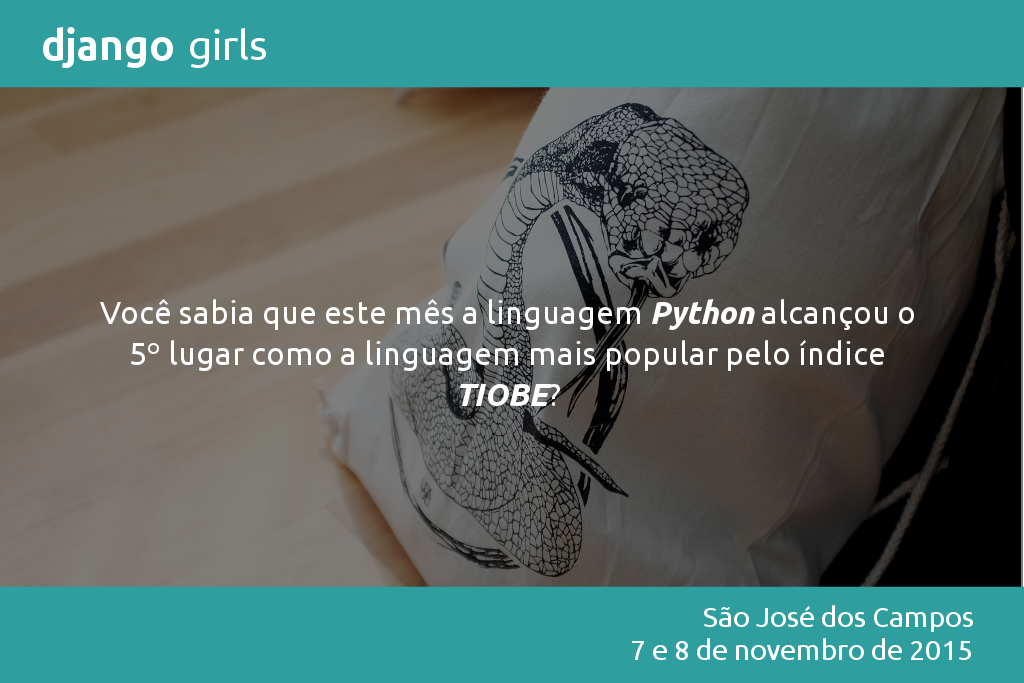 django girls
Você sabia que este mês a linguagem Python alcançou o
5º lugar como a linguagem mais popular pelo índice
TIOBE?
São José dos Campos
7 e 8 de novembro de 2015